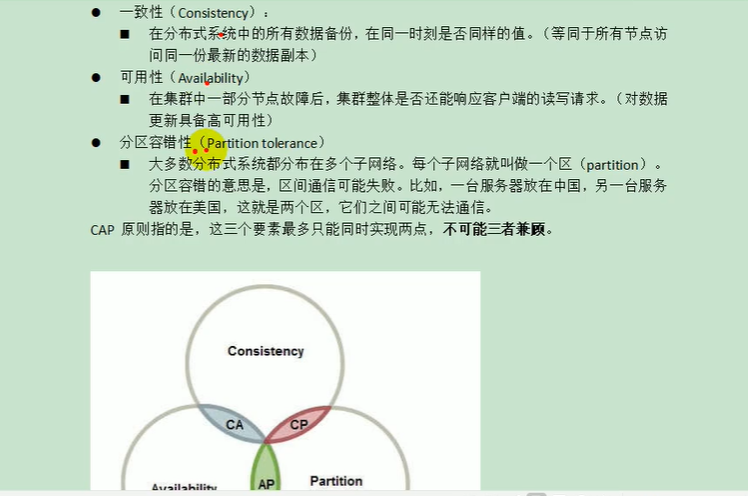 ● 一致性（Consistency）：
■ 在分布式系统中的所有数据备份，在同一时刻是否同样的值。（等同于所有节点访
问同一份最新的数据副本）
● 可用性（Availability）
■ 在集群中一部分节点故障后，集群整体是否还能响应客户端的读写请求。（对数据
更新具备高可用性）
● 分区容错性（Partition tolerance）
■ 大多数分布式系统都分布在多个子网络。每个子网络就叫做一个区（partition）。
分区容错的意思是，区间通信可能失败。比如，一台服务器放在中国，另一台服务
器放在美国，这就是两个区，它们之间可能无法通信。
CAP 原则指的是，这三个要素最多只能同时实现两点，不可能三者兼顾。
Consistency
CA
CP
Availability
AP
Partition